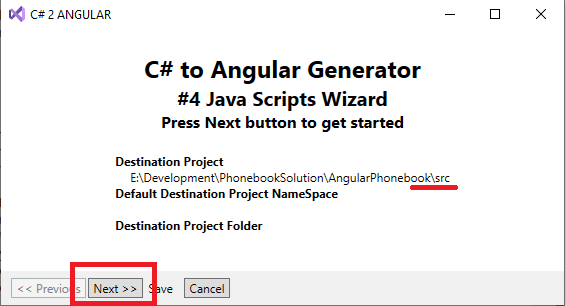 C# 2 ANGULAR
C# to Angular Generator
#4 Java Scripts Wizard
Press Next button to get started
Destination Project
E:\Development\PhonebookSolution\AngularPhonebook\src
Default Destination Project NameSpace
Destination Project Folder
<< Previous Next >> Save Cancel